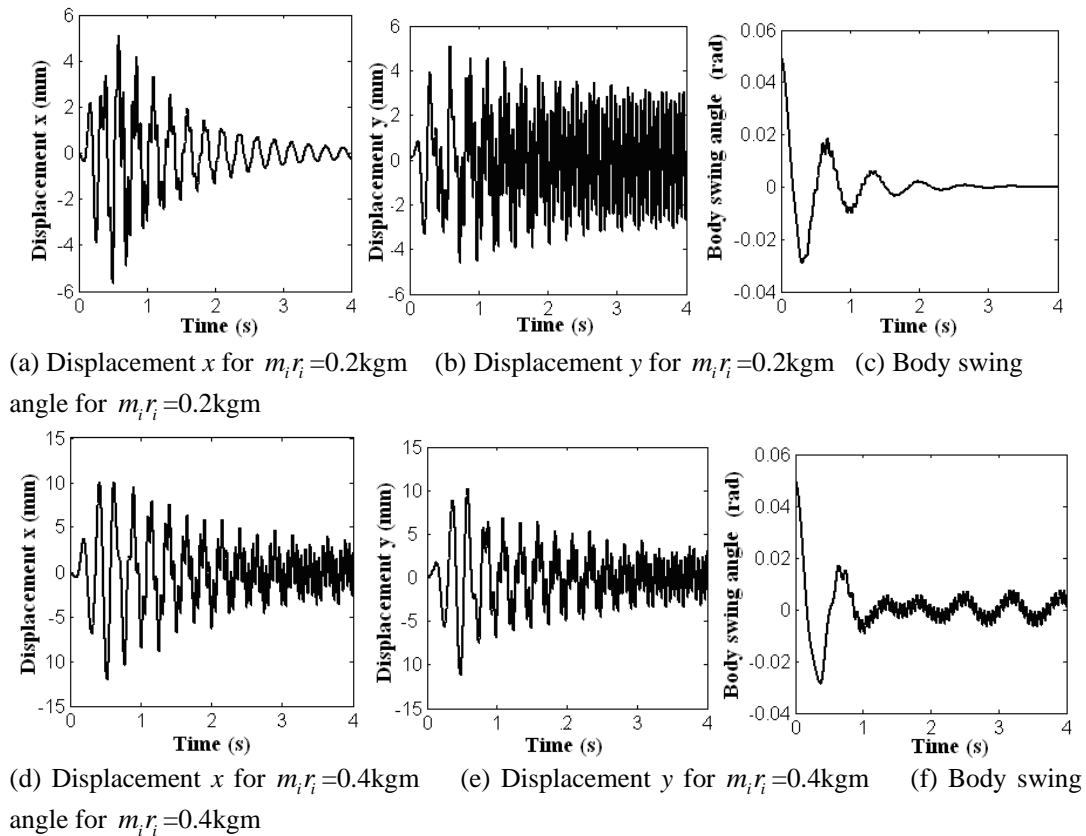 6
4
2
0
-2
-4
-6
Displacement x (mm)
0 1 2 3 4
Time (s)
6
4
2
0
-2
-4
-6
Displacement y (mm)
0 1 2 3 4
Time (s)
0.06
0.04
0.02
0
-0.02
-0.04
Body swing angle (rad)
0 1 2 3 4
Time (s)
(a) Displacement x for m_i r_i =0.2kgm (b) Displacement y for m_i r_i =0.2kgm (c) Body swing
angle for m_i r_i =0.2kgm
15
10
5
0
-5
-10
-15
Displacement x (mm)
0 1 2 3 4
Time (s)
15
10
5
0
-5
-10
-15
Displacement y (mm)
0 1 2 3 4
Time (s)
0.06
0.04
0.02
0
-0.02
-0.04
Body swing angle (rad)
0 1 2 3 4
Time (s)
(d) Displacement x for m_i r_i =0.4kgm (e) Displacement y for m_i r_i =0.4kgm (f) Body swing
angle for m_i r_i =0.4kgm